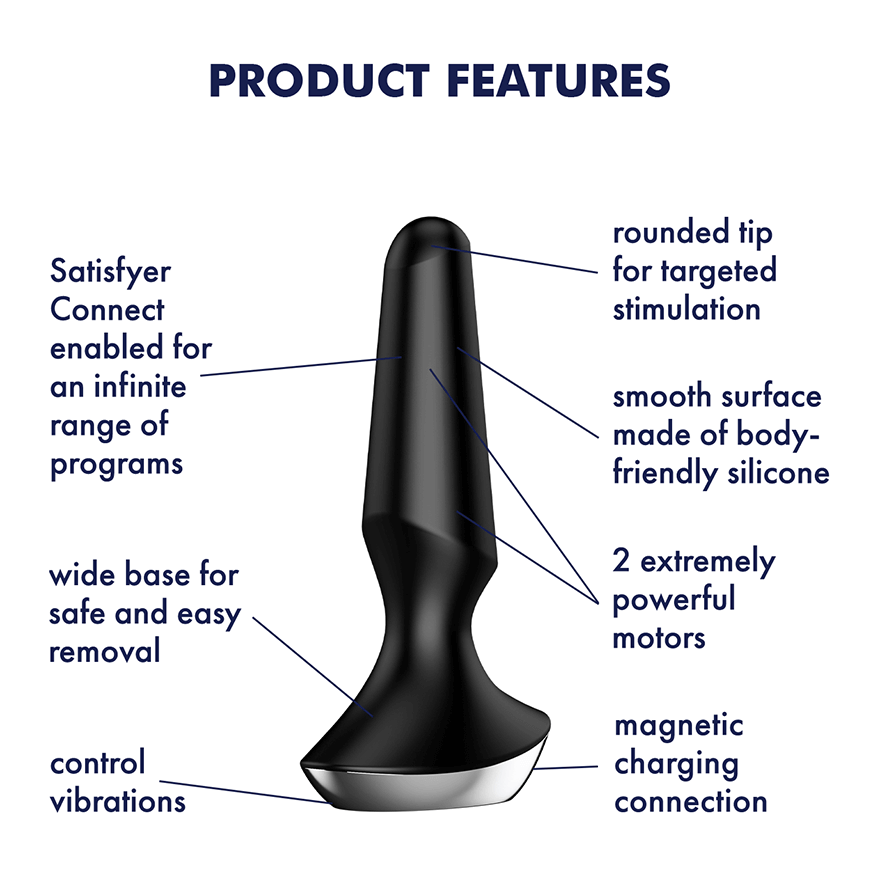 PRODUCT FEATURES
Satisfyer
Connect
enabled for
an infinite
range of
programs
wide base for
safe and easy
removal
control
vibrations
rounded tip
for targeted
stimulation
smooth surface
made of body-
friendly silicone
2 extremely
powerful
motors
magnetic
charging
connection